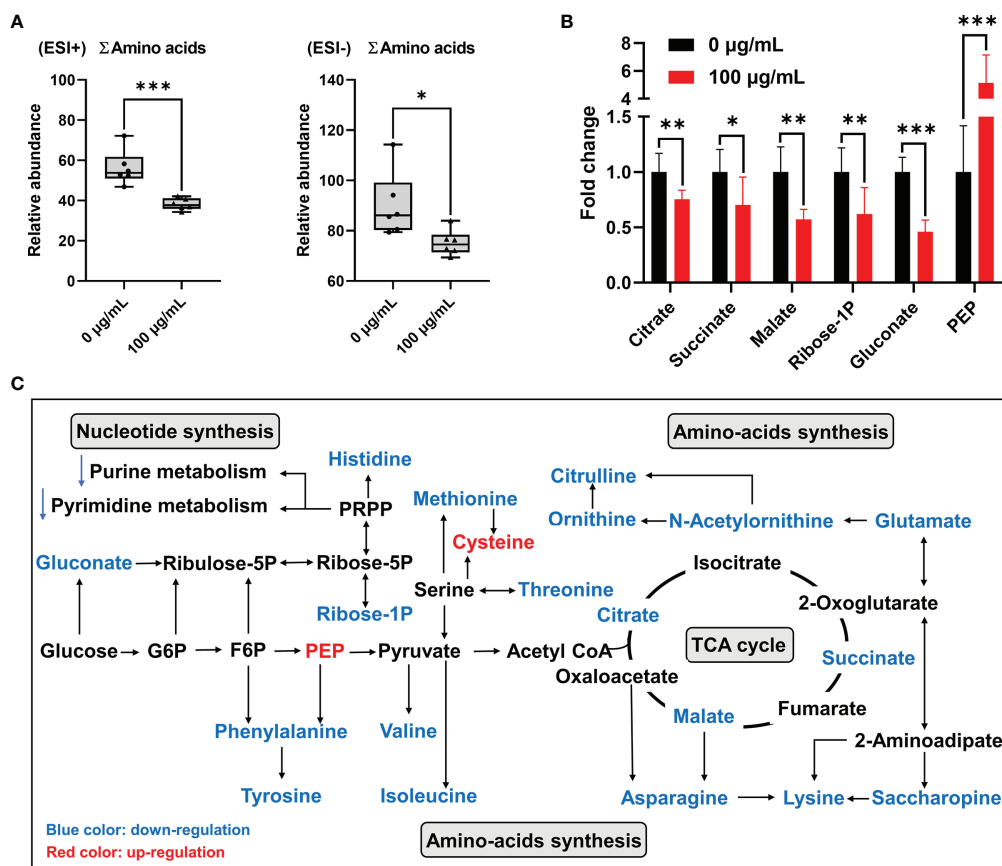 A
(ESI+) ΣAmino acids
Relative abundance
100
80
60
40
20
0
***
0 µg/mL
100 µg/mL
(ESI-) ΣAmino acids
Relative abundance
140
120
100
80
60
*
0 µg/mL
100 µg/mL
B
0 µg/mL
100 µg/mL
Fold change
8
6
4
1.5
1.0
0.5
0.0
**
*
**
**
***
***
Citrate
Succinate
Malate
Ribose-1P
Gluconate
PEP
C
Nucleotide synthesis
Amino-acids synthesis
Purine metabolism
Histidine
Citrulline
Pyrimidine metabolism
PRPP
Methionine
Ornithine
N-Acetylornithine
Glutamate
Cysteine
Gluconate
Ribulose-5P
Ribose-5P
Isocitrate
Serine
Threonine
2-Oxoglutarate
Ribose-1P
Citrate
Glucose
G6P
F6P
PEP
Pyruvate
Acetyl CoA
TCA cycle
Succinate
Oxaloacetate
Fumarate
Malate
Phenylalanine
Valine
2-Aminoadipate
Tyrosine
Isoleucine
Asparagine
Lysine
Saccharopine
Blue color: down-regulation
Red color: up-regulation
Amino-acids synthesis